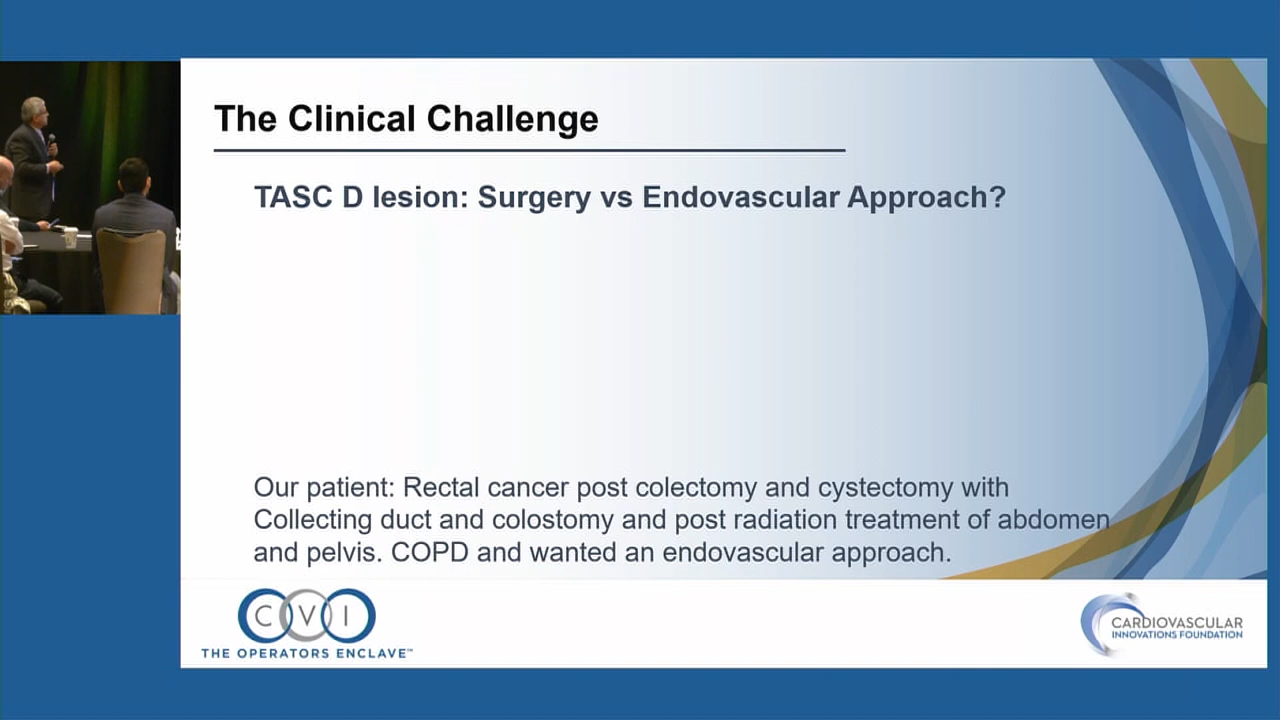 The Clinical Challenge
TASC D lesion: Surgery vs Endovascular Approach?
Our patient: Rectal cancer post colectomy and cystectomy with
Collecting duct and colostomy and post radiation treatment of abdomen
and pelvis. COPD and wanted an endovascular approach.
C V I
THE OPERATORS ENCLAVE™
CARDIOVASCULAR
INNOVATIONS FOUNDATION